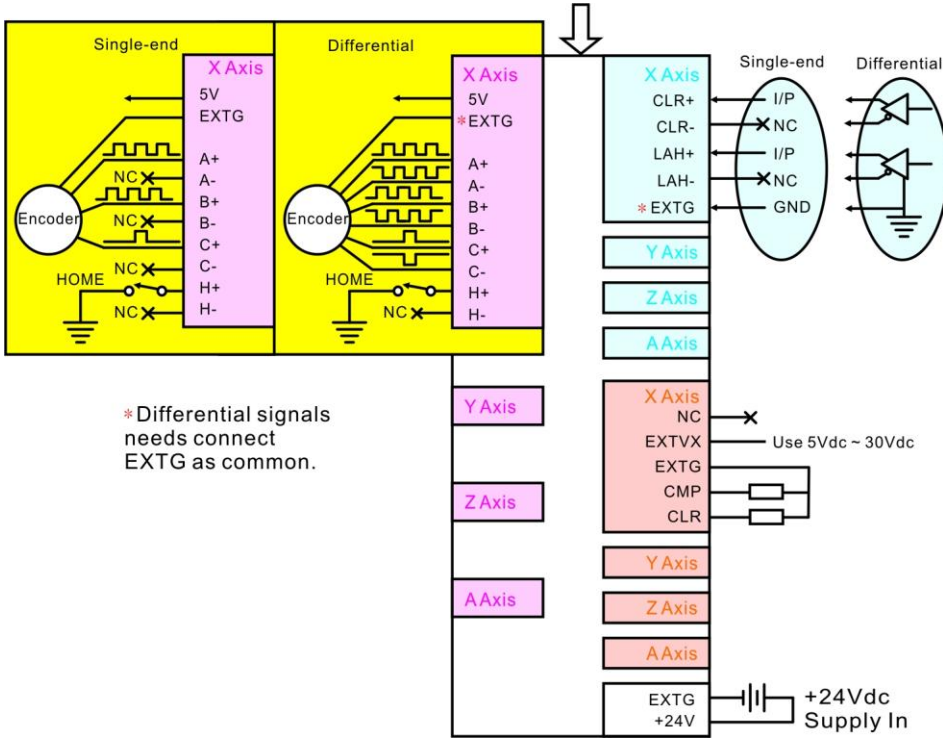 Single-end
X Axis
5V
EXTG
A+
NC
A-
B+
Encoder
NC
B-
C+
NC
C-
HOME
H+
NC
H-
Differential
X Axis
5V
*EXTG
A+
A-
B+
Encoder
B-
C+
C-
HOME
H+
NC
H-
*Differential signals
needs connect
EXTG as common.
Y Axis
Z Axis
A Axis
Single-end
Differential
X Axis
CLR+
I/P
CLR-
NC
LAH+
I/P
LAH-
NC
*EXTG
GND
Y Axis
Z Axis
A Axis
X Axis
NC
EXTVX
Use 5Vdc ~ 30Vdc
EXTG
CMP
CLR
Y Axis
Z Axis
A Axis
EXTG
+24V
+24Vdc
Supply In